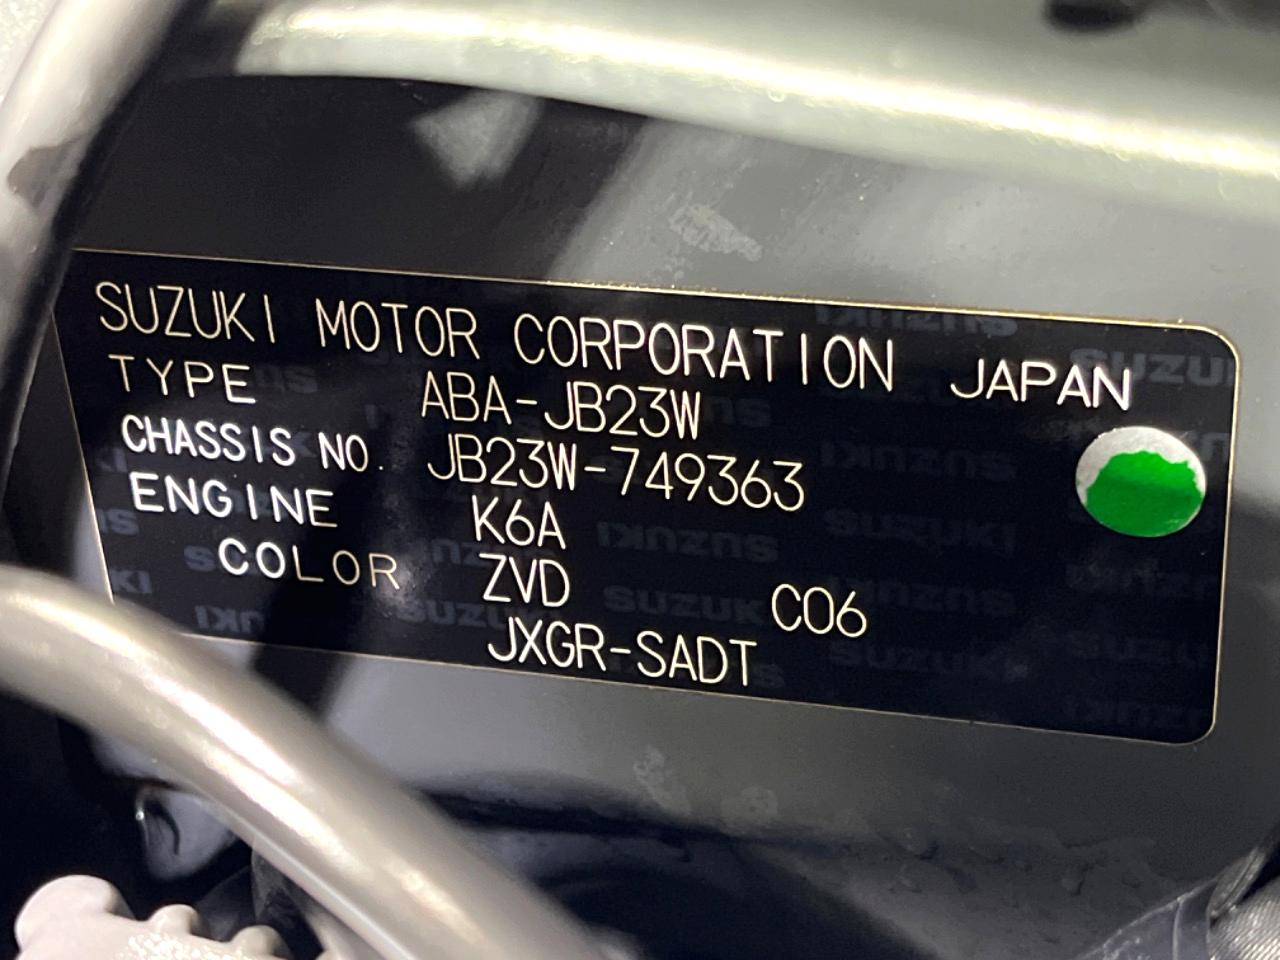 SUZUKI MOTOR CORPORATION JAPAN
TYPE ABA-JB23W
CHASSIS NO. JB23W-749363
ENGINE K6A
COLOR ZVD C06
JXGR-SADT